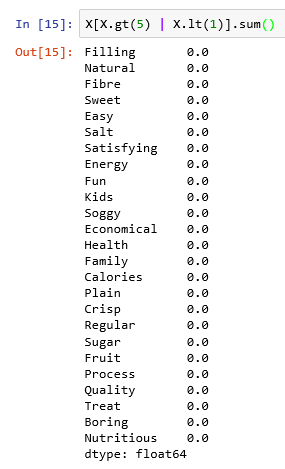 In [15]: X[X.gt(5) | X.lt(1)].sum()
Out[15]: Filling 0.0
Natural 0.0
Fibre 0.0
Sweet 0.0
Easy 0.0
Salt 0.0
Satisfying 0.0
Energy 0.0
Fun 0.0
Kids 0.0
Soggy 0.0
Economical 0.0
Health 0.0
Family 0.0
Calories 0.0
Plain 0.0
Crisp 0.0
Regular 0.0
Sugar 0.0
Fruit 0.0
Process 0.0
Quality 0.0
Treat 0.0
Boring 0.0
Nutritious 0.0
dtype: float64